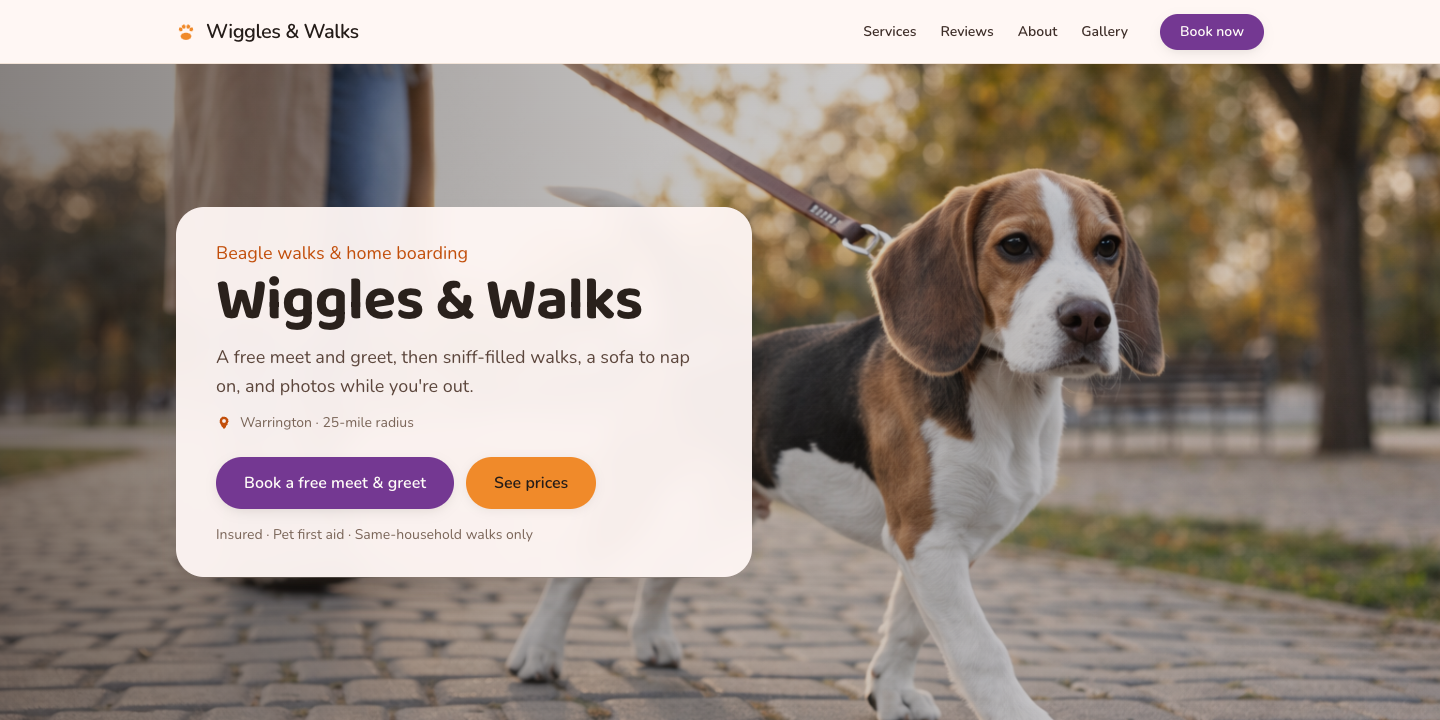 Wiggles & Walks
Services
Reviews
About
Gallery
Book now
Beagle walks & home boarding
Wiggles & Walks
A free meet and greet, then sniff-filled walks, a sofa to nap
on, and photos while you're out.
Warrington · 25-mile radius
Book a free meet & greet
See prices
Insured · Pet first aid · Same-household walks only